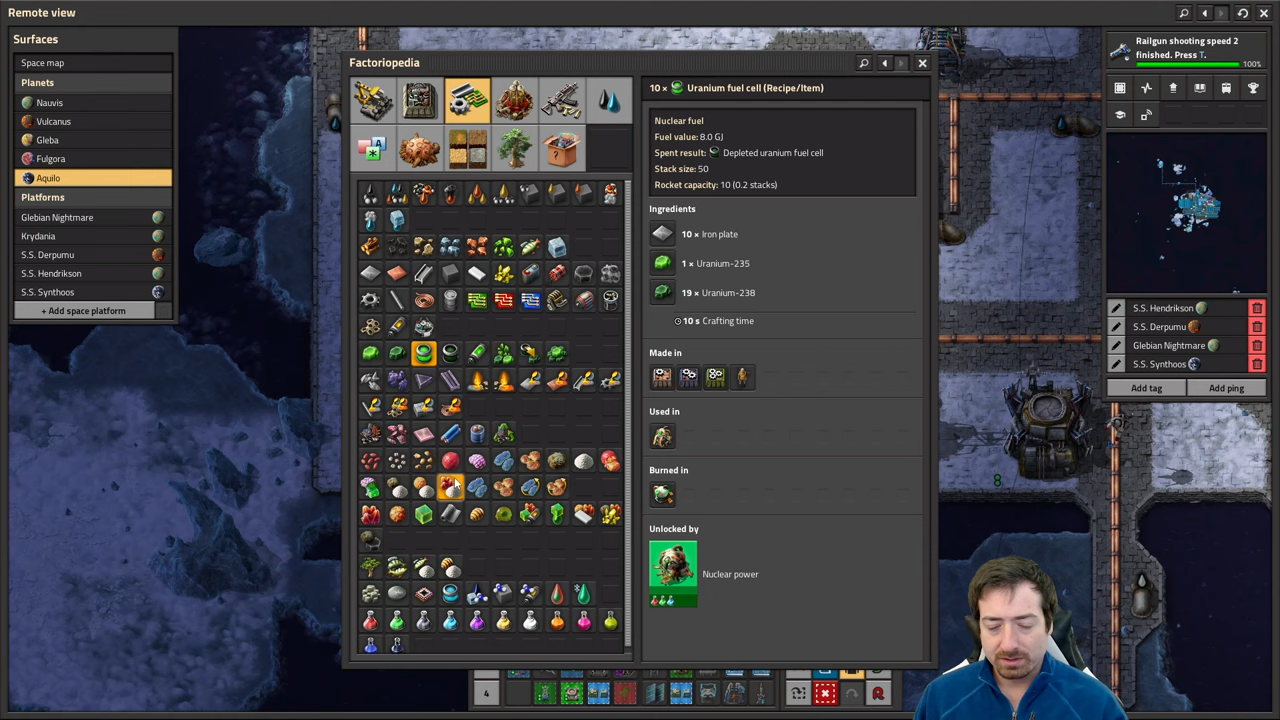 Remote view
Surfaces
Space map
Planets
Nauvis
Vulcanus
Gleba
Fulgora
Aquilo
Platforms
Glebian Nightmare
Krydania
S.S. Derpumu
S.S. Hendrikson
S.S. Synthoos
+ Add space platform
Factoriopedia
10 × Uranium fuel cell (Recipe/Item)
Nuclear fuel
Fuel value: 8.0 GJ
Spent result: Depleted uranium fuel cell
Stack size: 50
Rocket capacity: 10 (0.2 stacks)
Ingredients
10 × Iron plate
1 × Uranium-235
19 × Uranium-238
10 s Crafting time
Made in
Used in
Burned in
Unlocked by
Nuclear power
Railgun shooting speed 2
finished. Press T.
100%
S.S. Hendrikson
S.S. Derpumu
Glebian Nightmare
S.S. Synthoos
Add tag
Add ping
4